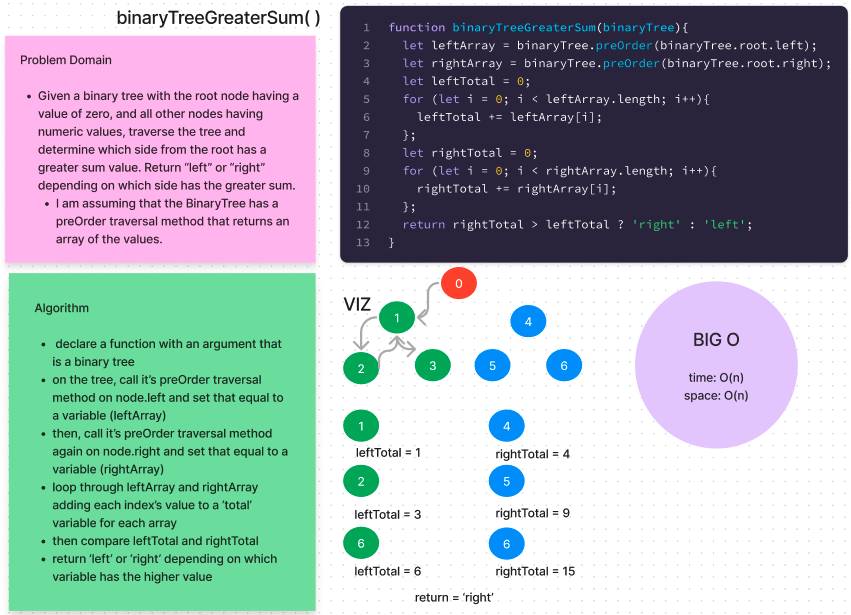 binaryTreeGreaterSum( )
Problem Domain
• Given a binary tree with the root node having a
value of zero, and all other nodes having
numeric values, traverse the tree and
determine which side from the root has a
greater sum value. Return "left" or "right"
depending on which side has the greater sum.
• I am assuming that the BinaryTree has a
preOrder traversal method that returns an
array of the values.
1 function binaryTreeGreaterSum(binaryTree){
2 let leftArray = binaryTree.preOrder(binaryTree.root.left);
3 let rightArray = binaryTree.preOrder(binaryTree.root.right);
4 let leftTotal = 0;
5 for (let i = 0; i < leftArray.length; i++){
6 leftTotal += leftArray[i];
7 };
8 let rightTotal = 0;
9 for (let i = 0; i < rightArray.length; i++){
10 rightTotal += rightArray[i];
11 };
12 return rightTotal > leftTotal ? 'right' : 'left';
13 }
Algorithm
• declare a function with an argument that
is a binary tree
• on the tree, call it's preOrder traversal
method on node.left and set that equal to
a variable (leftArray)
• then, call it's preOrder traversal method
again on node.right and set that equal to a
variable (rightArray)
• loop through leftArray and rightArray
adding each index's value to a 'total'
variable for each array
• then compare leftTotal and rightTotal
• return 'left' or 'right' depending on which
variable has the higher value
VIZ
0
1
4
2
3
5
6
1
4
leftTotal = 1
rightTotal = 4
2
5
leftTotal = 3
rightTotal = 9
6
6
leftTotal = 6
rightTotal = 15
return = 'right'
BIG O
time: O(n)
space: O(n)